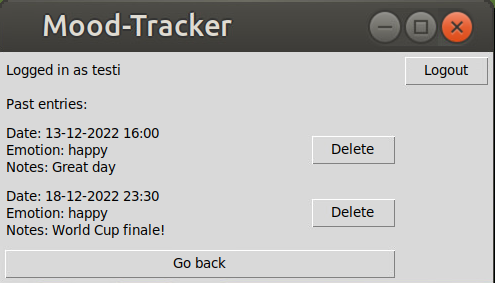 Mood-Tracker
Logged in as testi
Logout
Past entries:
Date: 13-12-2022 16:00
Emotion: happy
Notes: Great day
Delete
Date: 18-12-2022 23:30
Emotion: happy
Notes: World Cup finale!
Delete
Go back